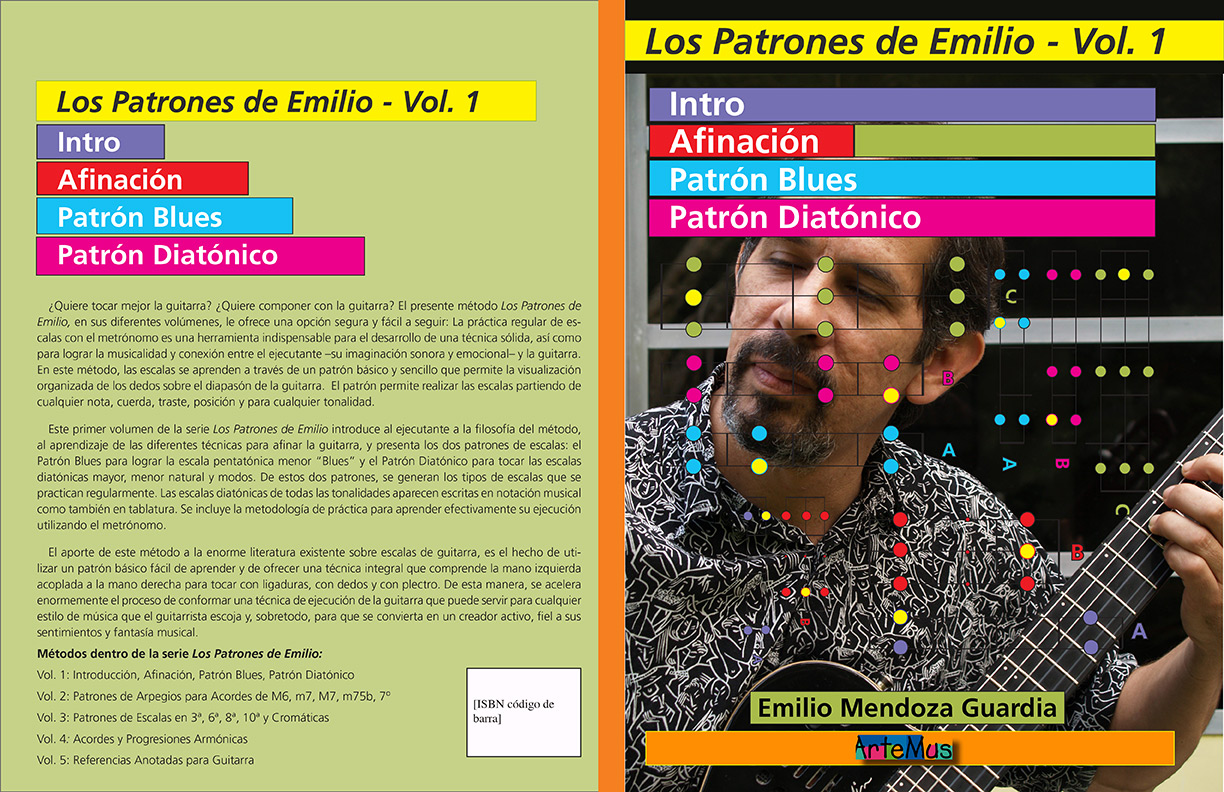 Los Patrones de Emilio - Vol. 1
Intro
Afinación
Patrón Blues
Patrón Diatónico
¿Quiere tocar mejor la guitarra? ¿Quiere componer con la guitarra? El presente método Los Patrones de
Emilio, en sus diferentes volúmenes, le ofrece una opción segura y fácil a seguir: La práctica regular de es-
calas con el metrónomo es una herramienta indispensable para el desarrollo de una técnica sólida, así como
para lograr la musicalidad y conexión entre el ejecutante –su imaginación sonora y emocional– y la guitarra.
En este método, las escalas se aprenden a través de un patrón básico y sencillo que permite la visualización
organizada de los dedos sobre el diapasón de la guitarra. El patrón permite realizar las escalas partiendo de
cualquier nota, cuerda, traste, posición y para cualquier tonalidad.
Este primer volumen de la serie Los Patrones de Emilio introduce al ejecutante a la filosofía del método,
al aprendizaje de las diferentes técnicas para afinar la guitarra, y presenta los dos patrones de escalas: el
Patrón Blues para lograr la escala pentatónica menor “Blues” y el Patrón Diatónico para tocar las escalas
diatónicas mayor, menor natural y modos. De estos dos patrones, se generan los tipos de escalas que se
practican regularmente. Las escalas diatónicas de todas las tonalidades aparecen escritas en notación musical
como también en tablatura. Se incluye la metodología de práctica para aprender efectivamente su ejecución
utilizando el metrónomo.
El aporte de este método a la enorme literatura existente sobre escalas de guitarra, es el hecho de uti-
lizar un patrón básico fácil de aprender y de ofrecer una técnica integral que comprende la mano izquierda
acoplada a la mano derecha para tocar con ligaduras, con dedos y con plectro. De esta manera, se acelera
enormemente el proceso de conformar una técnica de ejecución de la guitarra que puede servir para cualquier
estilo de música que el guitarrista escoja y, sobretodo, para que se convierta en un creador activo, fiel a sus
sentimientos y fantasía musical.
Métodos dentro de la serie Los Patrones de Emilio:
Vol. 1: Introducción, Afinación, Patrón Blues, Patrón Diatónico
Vol. 2: Patrones de Arpegios para Acordes de M6, m7, M7, m75b, 7º
Vol. 3: Patrones de Escalas en 3ª, 6ª, 8ª, 10ª y Cromáticas
Vol. 4: Acordes y Progresiones Armónicas
Vol. 5: Referencias Anotadas para Guitarra
[ISBN código de
barra]
Los Patrones de Emilio - Vol. 1
Intro
Afinación
Patrón Blues
Patrón Diatónico
C
B
A
A
B
C
B
B
A
Emilio Mendoza Guardia
ArteMus